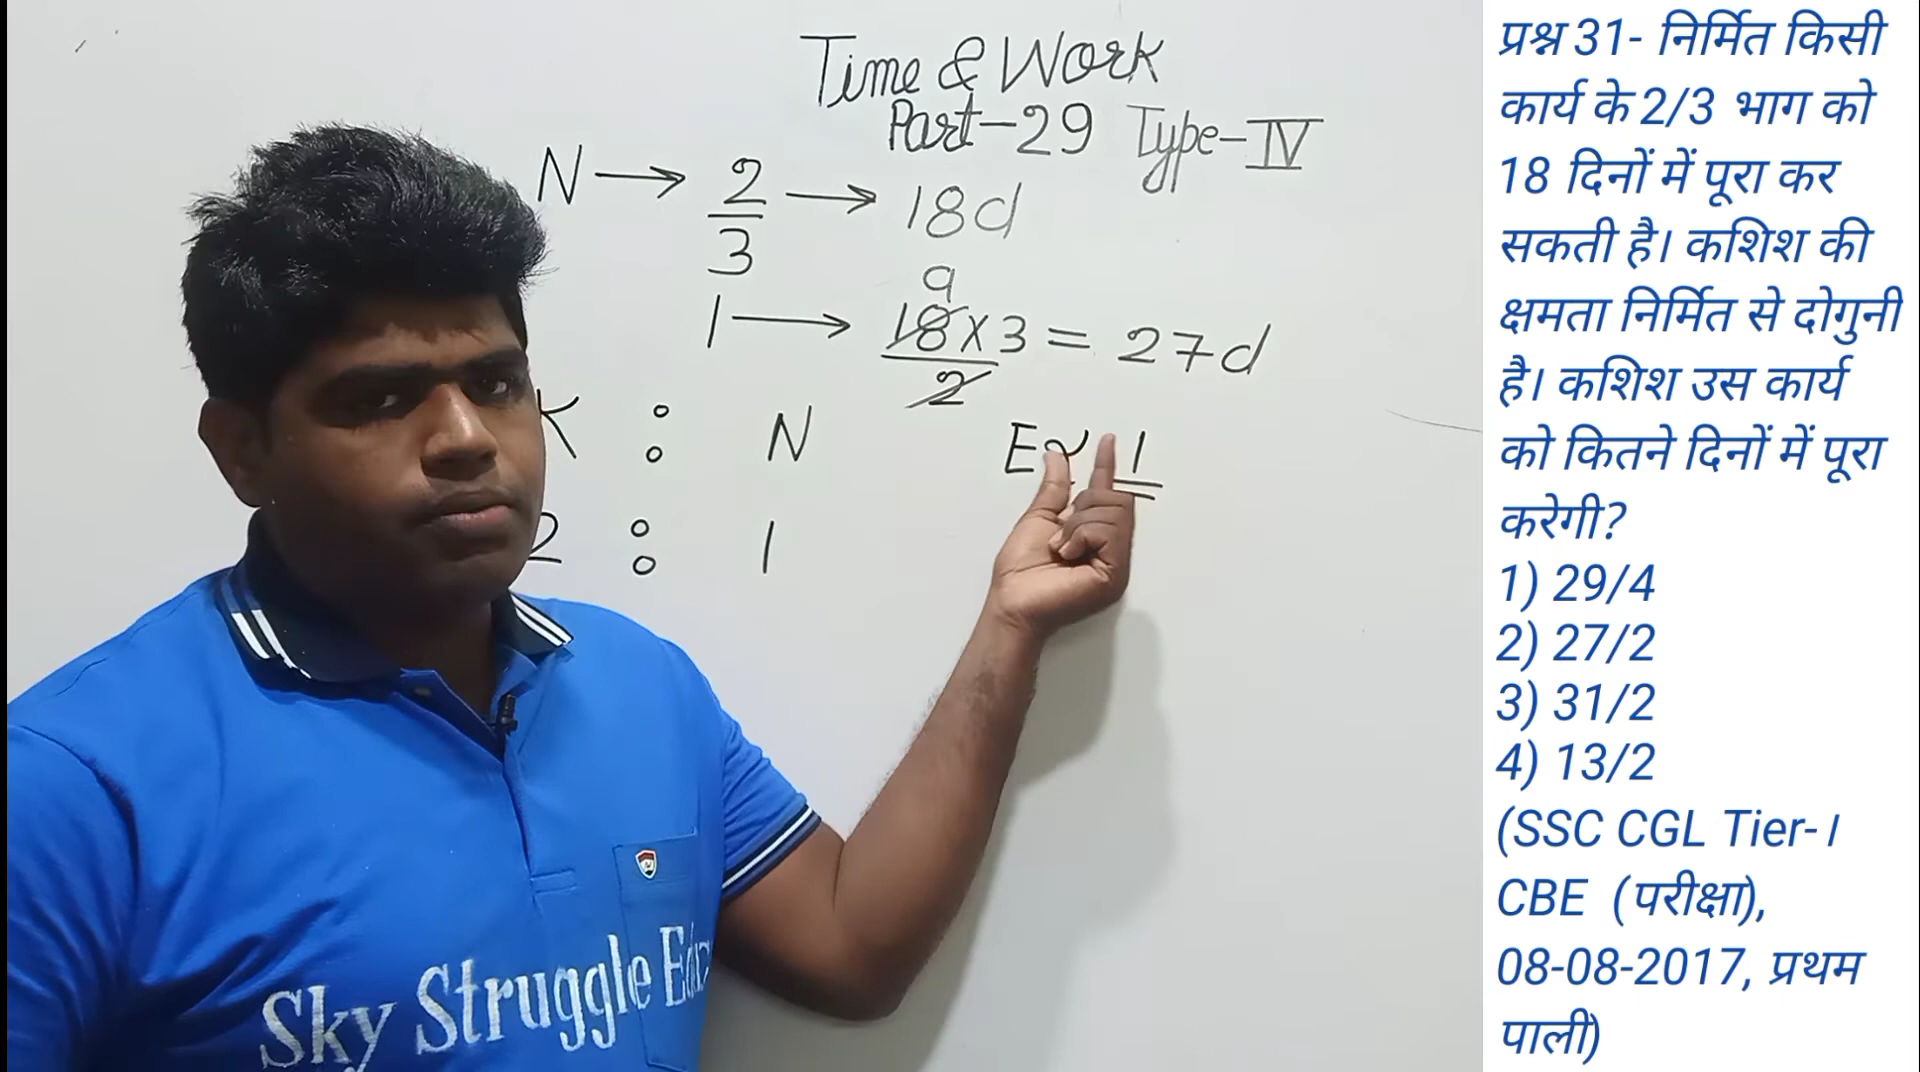 Time & Work
Part-29 Type-IV
N → 2/3 → 18d
9
1 → 18×3/2 = 27d
K : N
2 : 1
1
Sky Struggle
प्रश्न 31- निर्मित किसी
कार्य के 2/3 भाग को
18 दिनों में पूरा कर
सकती है। कशिश की
क्षमता निर्मित से दोगुनी
है। कशिश उस कार्य
को कितने दिनों में पूरा
करेगी?
1) 29/4
2) 27/2
3) 31/2
4) 13/2
(SSC CGL Tier-I
CBE (परीक्षा),
08-08-2017, प्रथम
पाली)